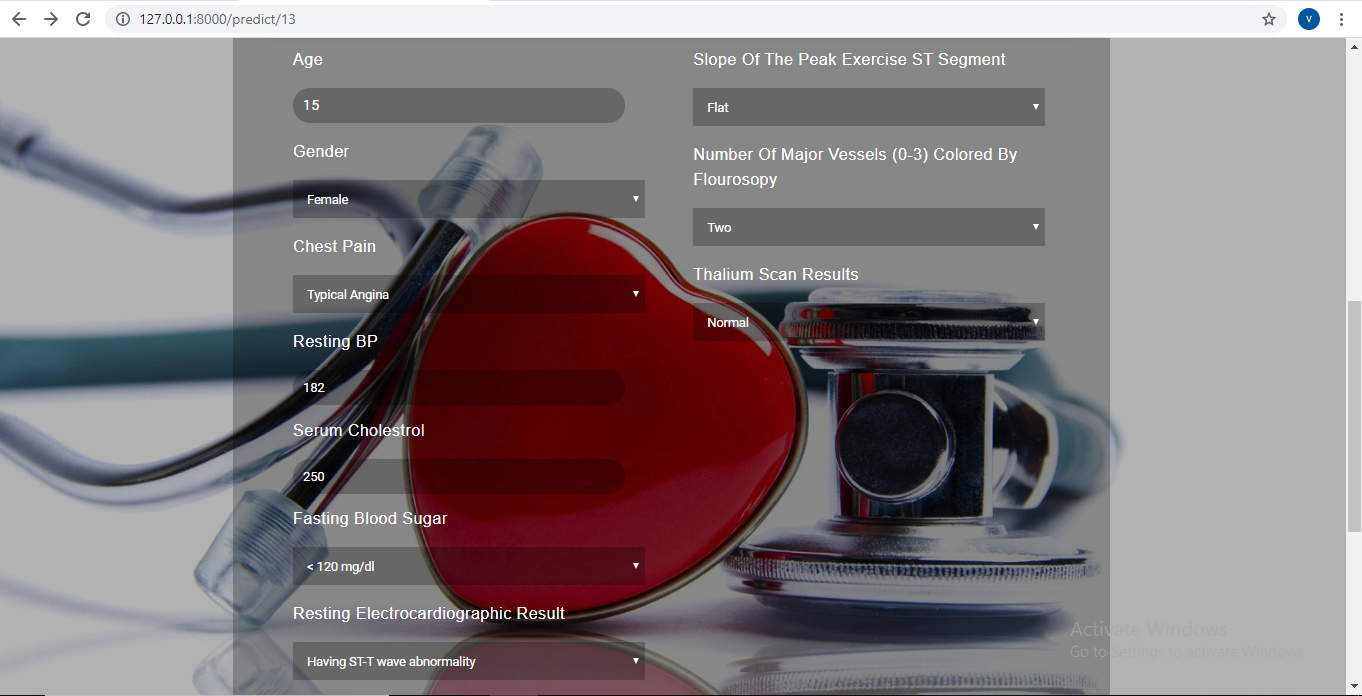 127.0.0.1:8000/predict/13
V
Age
15
Gender
Female
Chest Pain
Typical Angina
Resting BP
182
Serum Cholestrol
250
Fasting Blood Sugar
< 120 mg/dl
Resting Electrocardiographic Result
Having ST-T wave abnormality
Slope Of The Peak Exercise ST Segment
Flat
Number Of Major Vessels (0-3) Colored By
Flourosopy
Two
Thalium Scan Results
Normal
Activate Windows
Go to Settings to activate Windows.